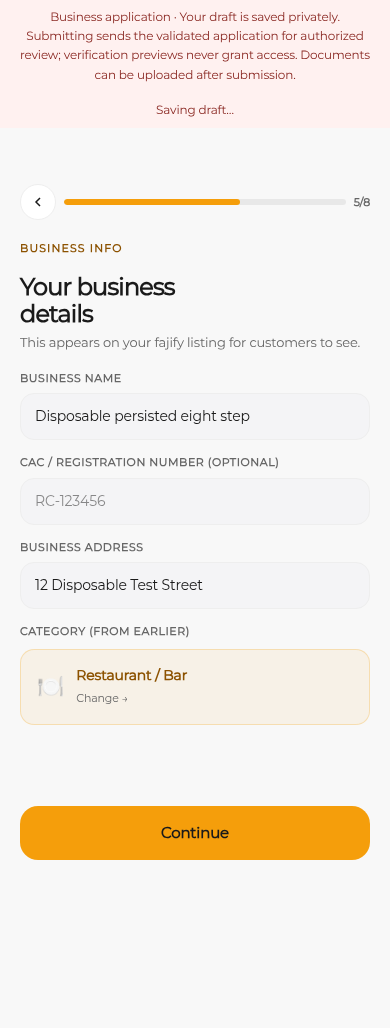 Business application · Your draft is saved privately.
Submitting sends the validated application for authorized
review; verification previews never grant access. Documents
can be uploaded after submission.
Saving draft…
5/8
BUSINESS INFO
Your business
details
This appears on your fajify listing for customers to see.
BUSINESS NAME
Disposable persisted eight step
CAC / REGISTRATION NUMBER (OPTIONAL)
RC-123456
BUSINESS ADDRESS
12 Disposable Test Street
CATEGORY (FROM EARLIER)
Restaurant / Bar
Change →
Continue